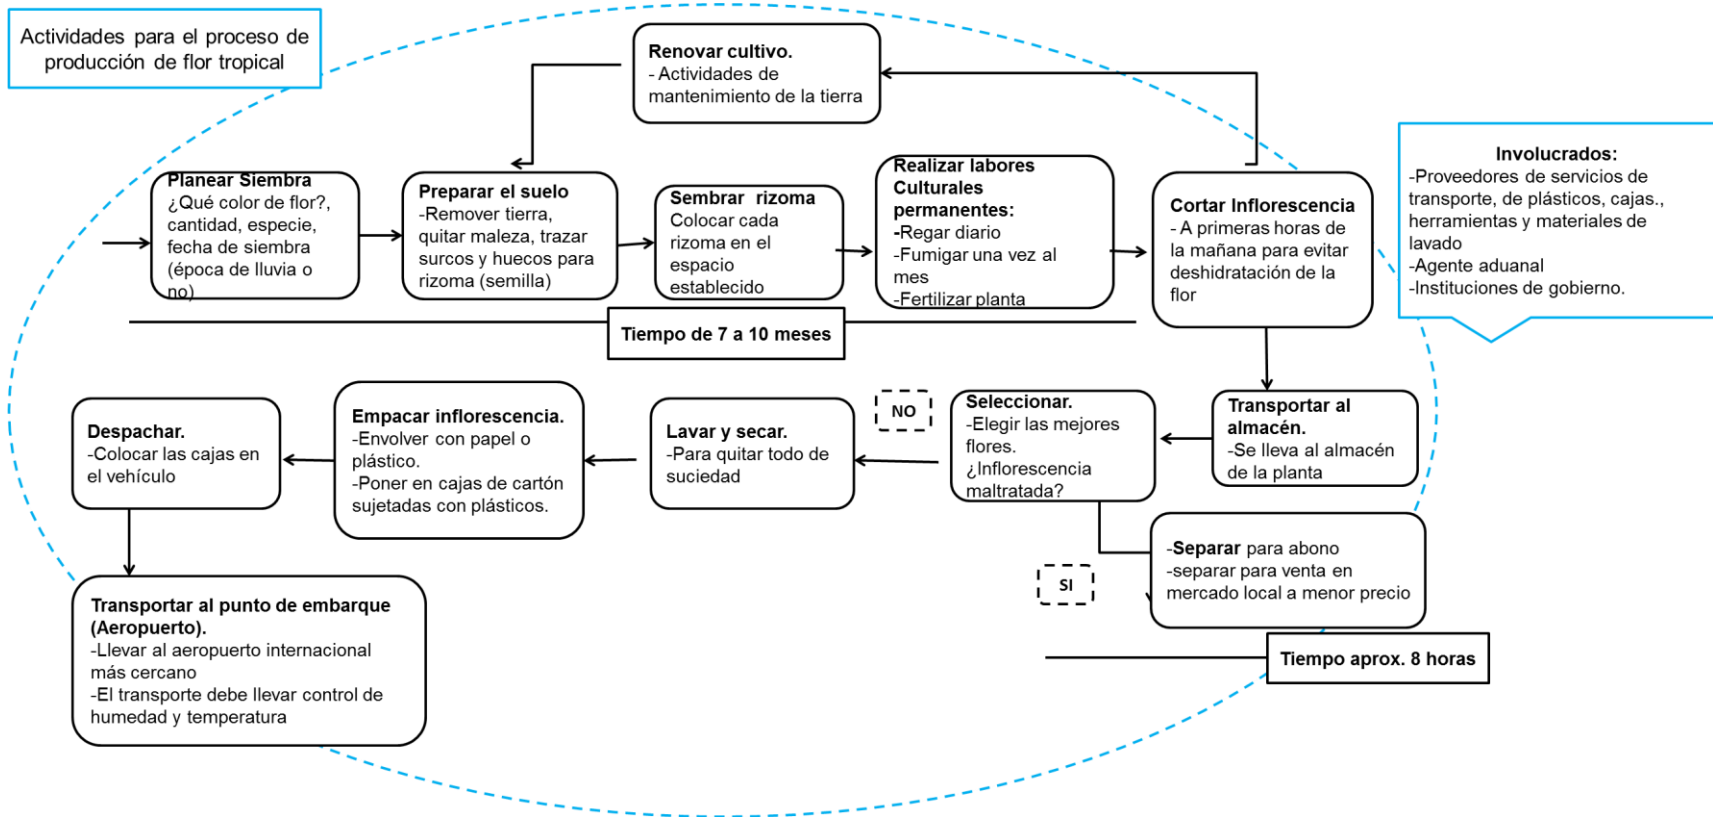 Actividades para el proceso de
producción de flor tropical
Renovar cultivo.
- Actividades de
mantenimiento de la tierra
Involucrados:
-Proveedores de servicios de
transporte, de plásticos, cajas.,
herramientas y materiales de
lavado
-Agente aduanal
-Instituciones de gobierno.
Planear Siembra
¿Qué color de flor?,
cantidad, especie,
fecha de siembra
(época de lluvia o
no)
Preparar el suelo
-Remover tierra,
quitar maleza, trazar
surcos y huecos para
rizoma (semilla)
Sembrar rizoma
Colocar cada
rizoma en el
espacio
establecido
Realizar labores
Culturales
permanentes:
-Regar diario
-Fumigar una vez al
mes
-Fertilizar planta
Cortar Inflorescencia
- A primeras horas de
la mañana para evitar
deshidratación de la
flor
Tiempo de 7 a 10 meses
Transportar al
almacén.
-Se lleva al almacén
de la planta
Seleccionar.
-Elegir las mejores
flores.
¿Inflorescencia
maltratada?
NO
Lavar y secar.
-Para quitar todo de
suciedad
Empacar inflorescencia.
-Envolver con papel o
plástico.
-Poner en cajas de cartón
sujetadas con plásticos.
Despachar.
-Colocar las cajas en
el vehículo
SI
-Separar para abono
-separar para venta en
mercado local a menor precio
Tiempo aprox. 8 horas
Transportar al punto de embarque
(Aeropuerto).
-Llevar al aeropuerto internacional
más cercano
-El transporte debe llevar control de
humedad y temperatura